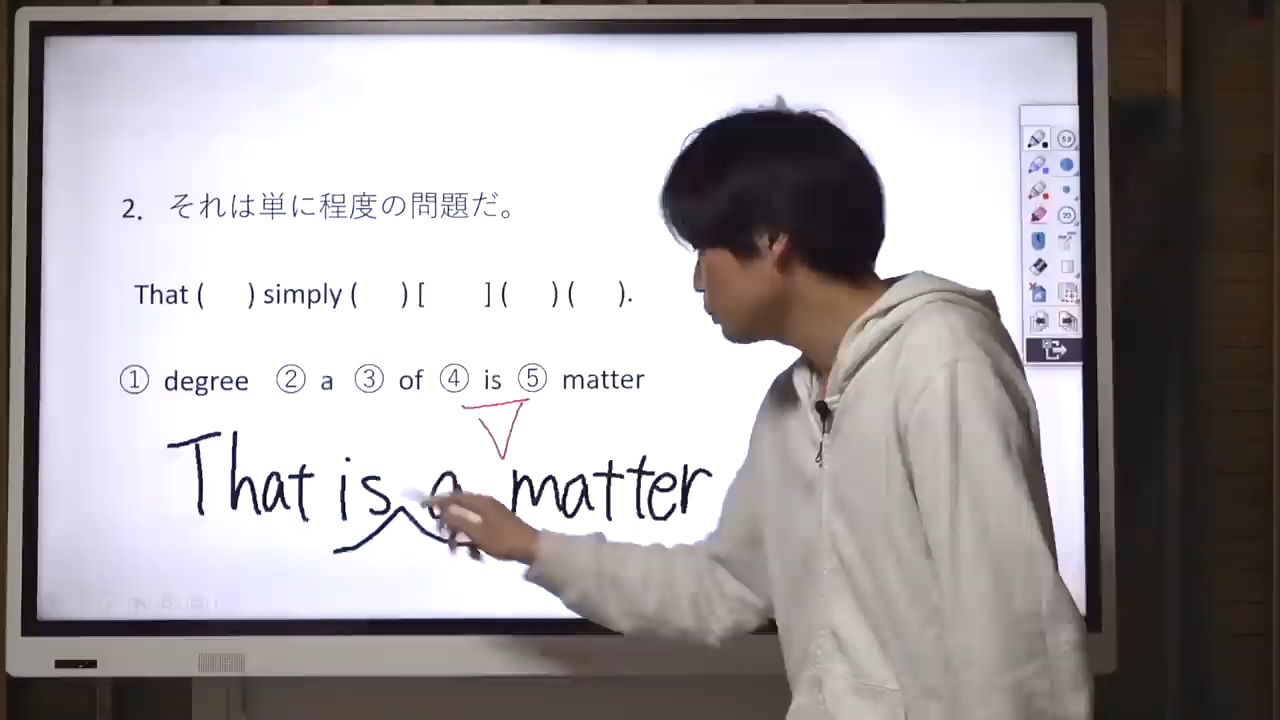 2. それは単に程度の問題だ。
That (   ) simply (   ) [   ] (   ) (   ).
① degree ② a ③ of ④ is ⑤ matter
That is a matter